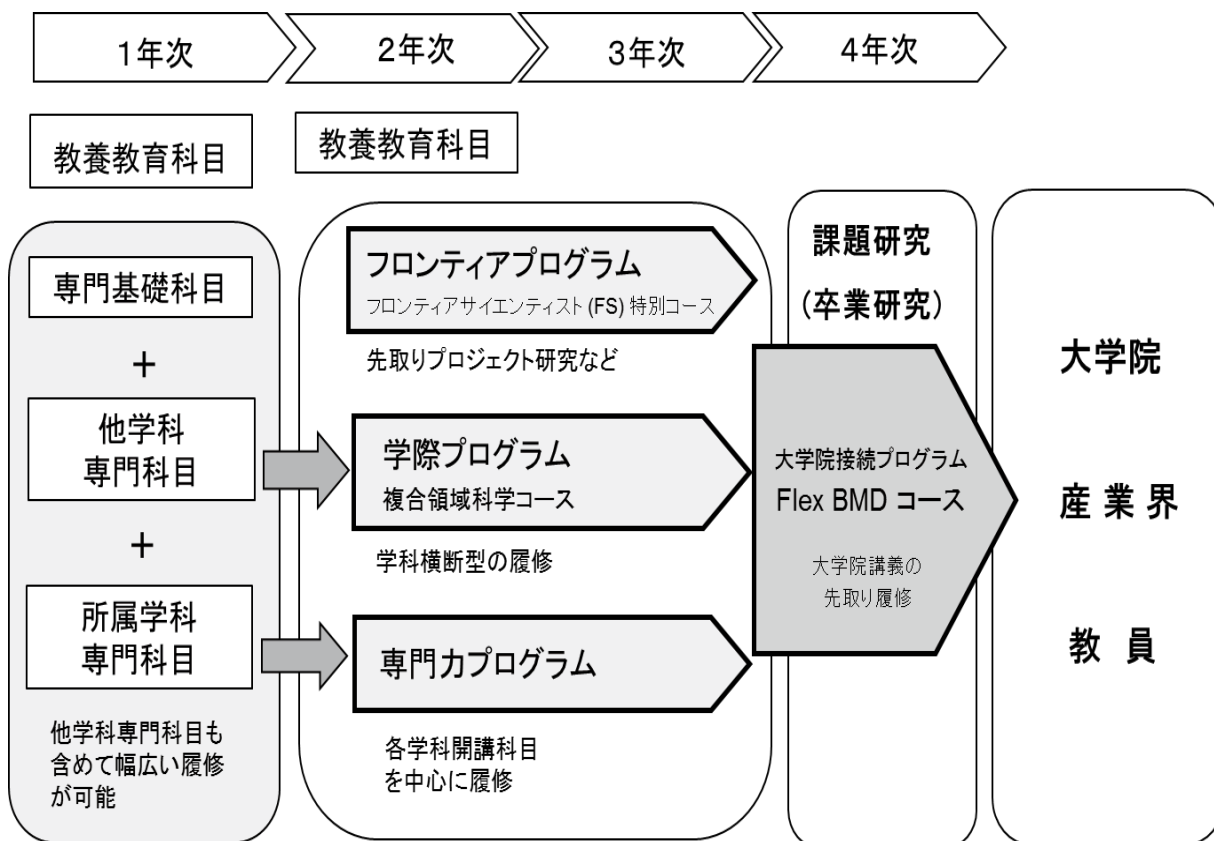 1年次
2年次
3年次
4年次
教養教育科目
教養教育科目
専門基礎科目
+
他学科
専門科目
+
所属学科
専門科目
他学科専門科目も
含めて幅広い履修
が可能
フロンティアプログラム
フロンティアサイエンティスト (FS) 特別コース
先取りプロジェクト研究など
学際プログラム
複合領域科学コース
学科横断型の履修
専門力プログラム
各学科開講科目
を中心に履修
課題研究
(卒業研究)
大学院接続プログラム
Flex BMD コース
大学院講義の
先取り履修
大学院
産業界
教員